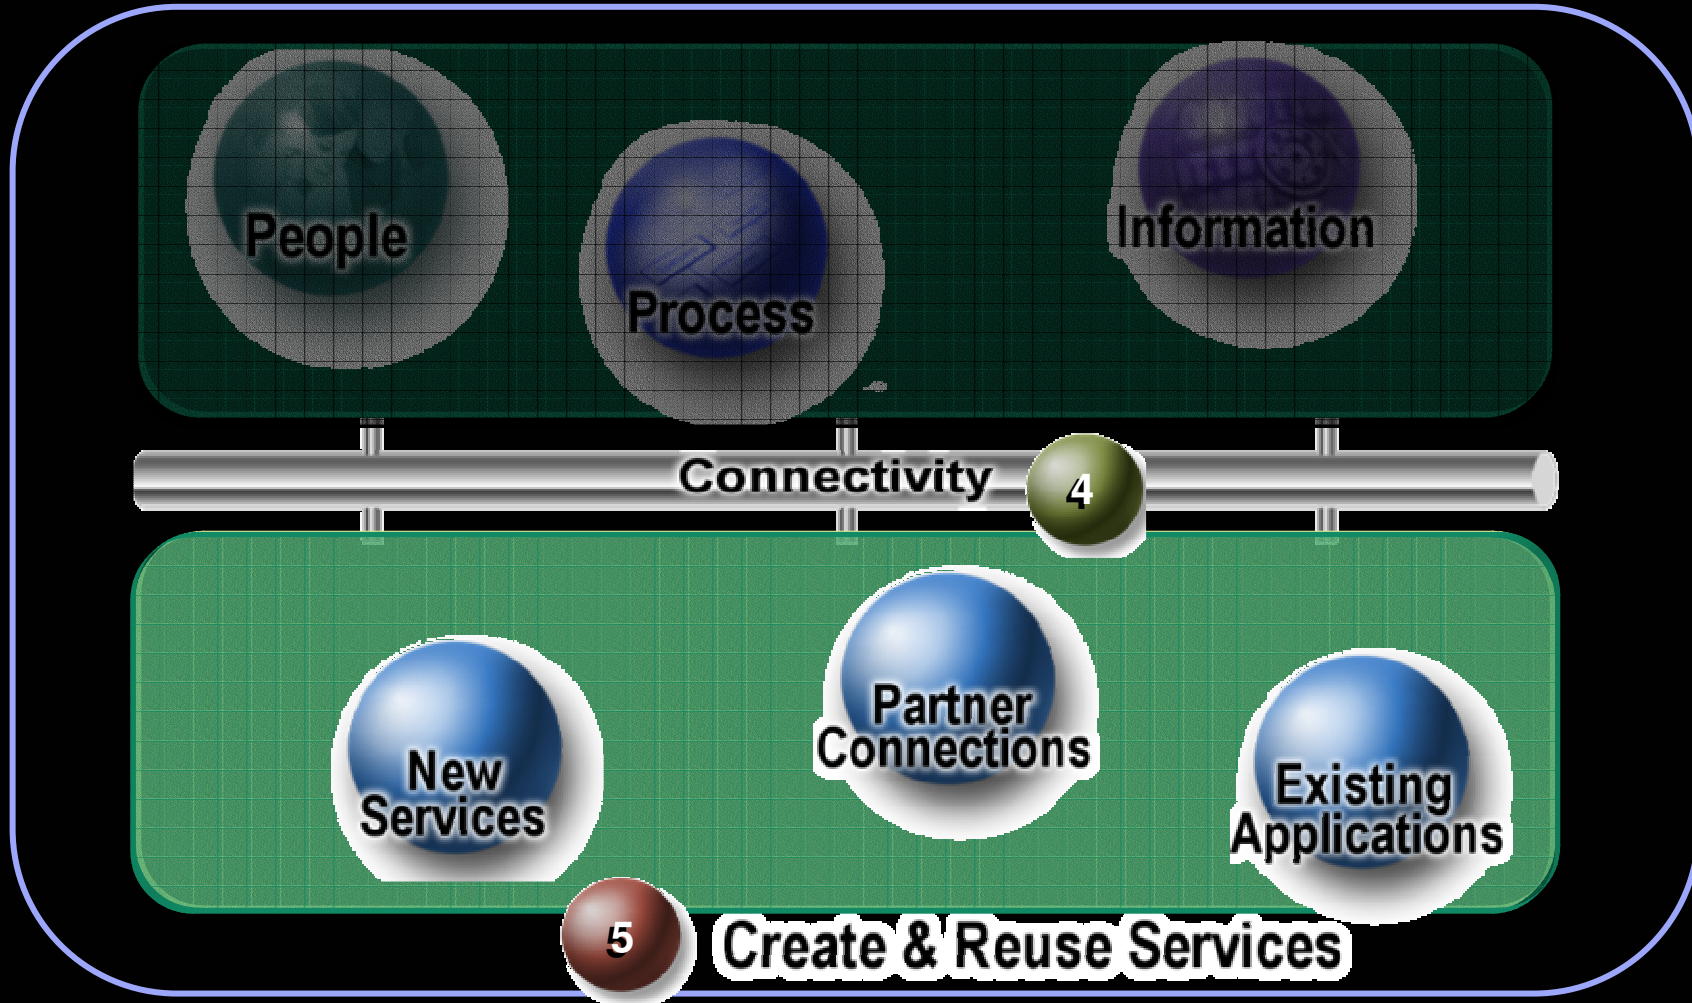 People
Process
Information
Connectivity
4
New
Services
Partner
Connections
Existing
Applications
5
Create & Reuse Services